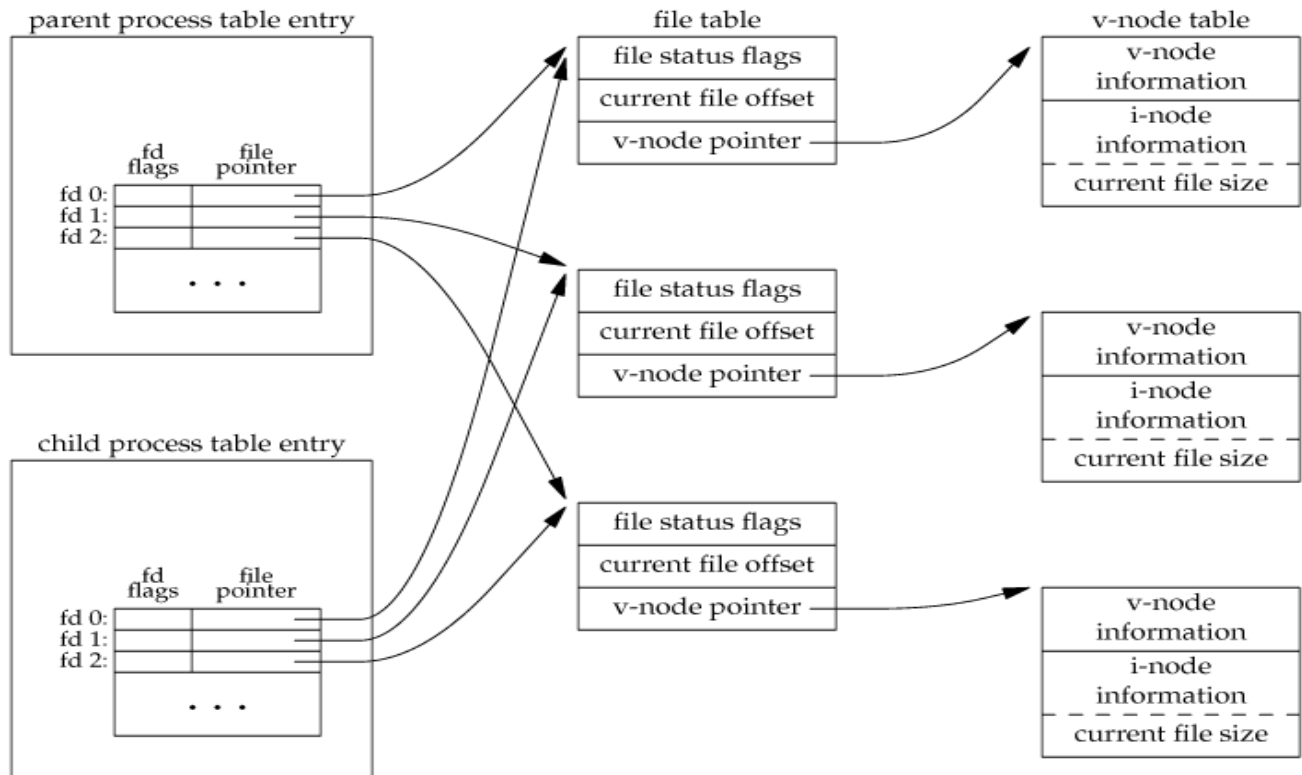 parent process table entry
fd
flags
file
pointer
fd 0:
fd 1:
fd 2:
. . .
child process table entry
fd
flags
file
pointer
fd 0:
fd 1:
fd 2:
. . .
file table
file status flags
current file offset
v-node pointer
file status flags
current file offset
v-node pointer
file status flags
current file offset
v-node pointer
v-node table
v-node
information
i-node
information
current file size
v-node
information
i-node
information
current file size
v-node
information
i-node
information
current file size